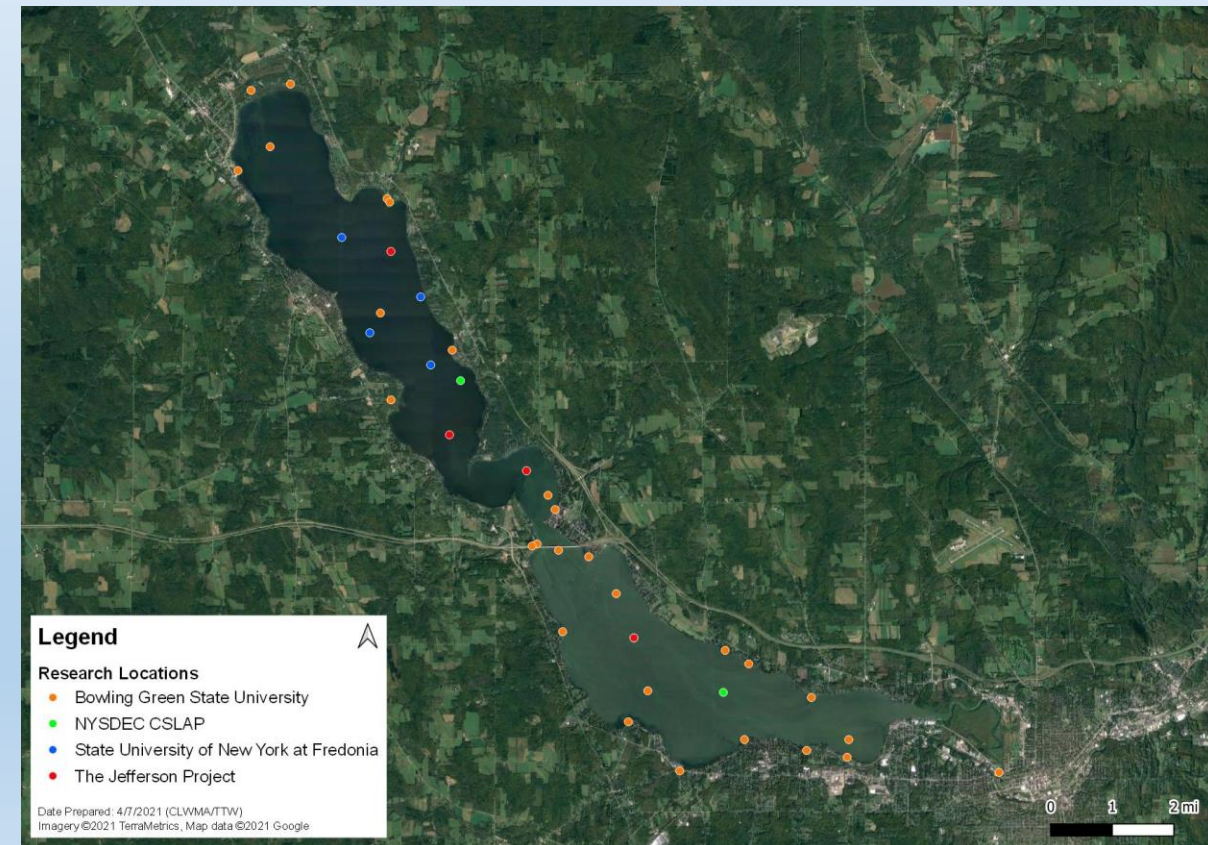 Legend
Research Locations
Bowling Green State University
NYSDEC CSLAP
State University of New York at Fredonia
The Jefferson Project
Date Prepared: 4/7/2021 (CLWMA/TTW)
Imagery ©2021 TerraMetrics, Map data ©2021 Google
0 1 2 mi